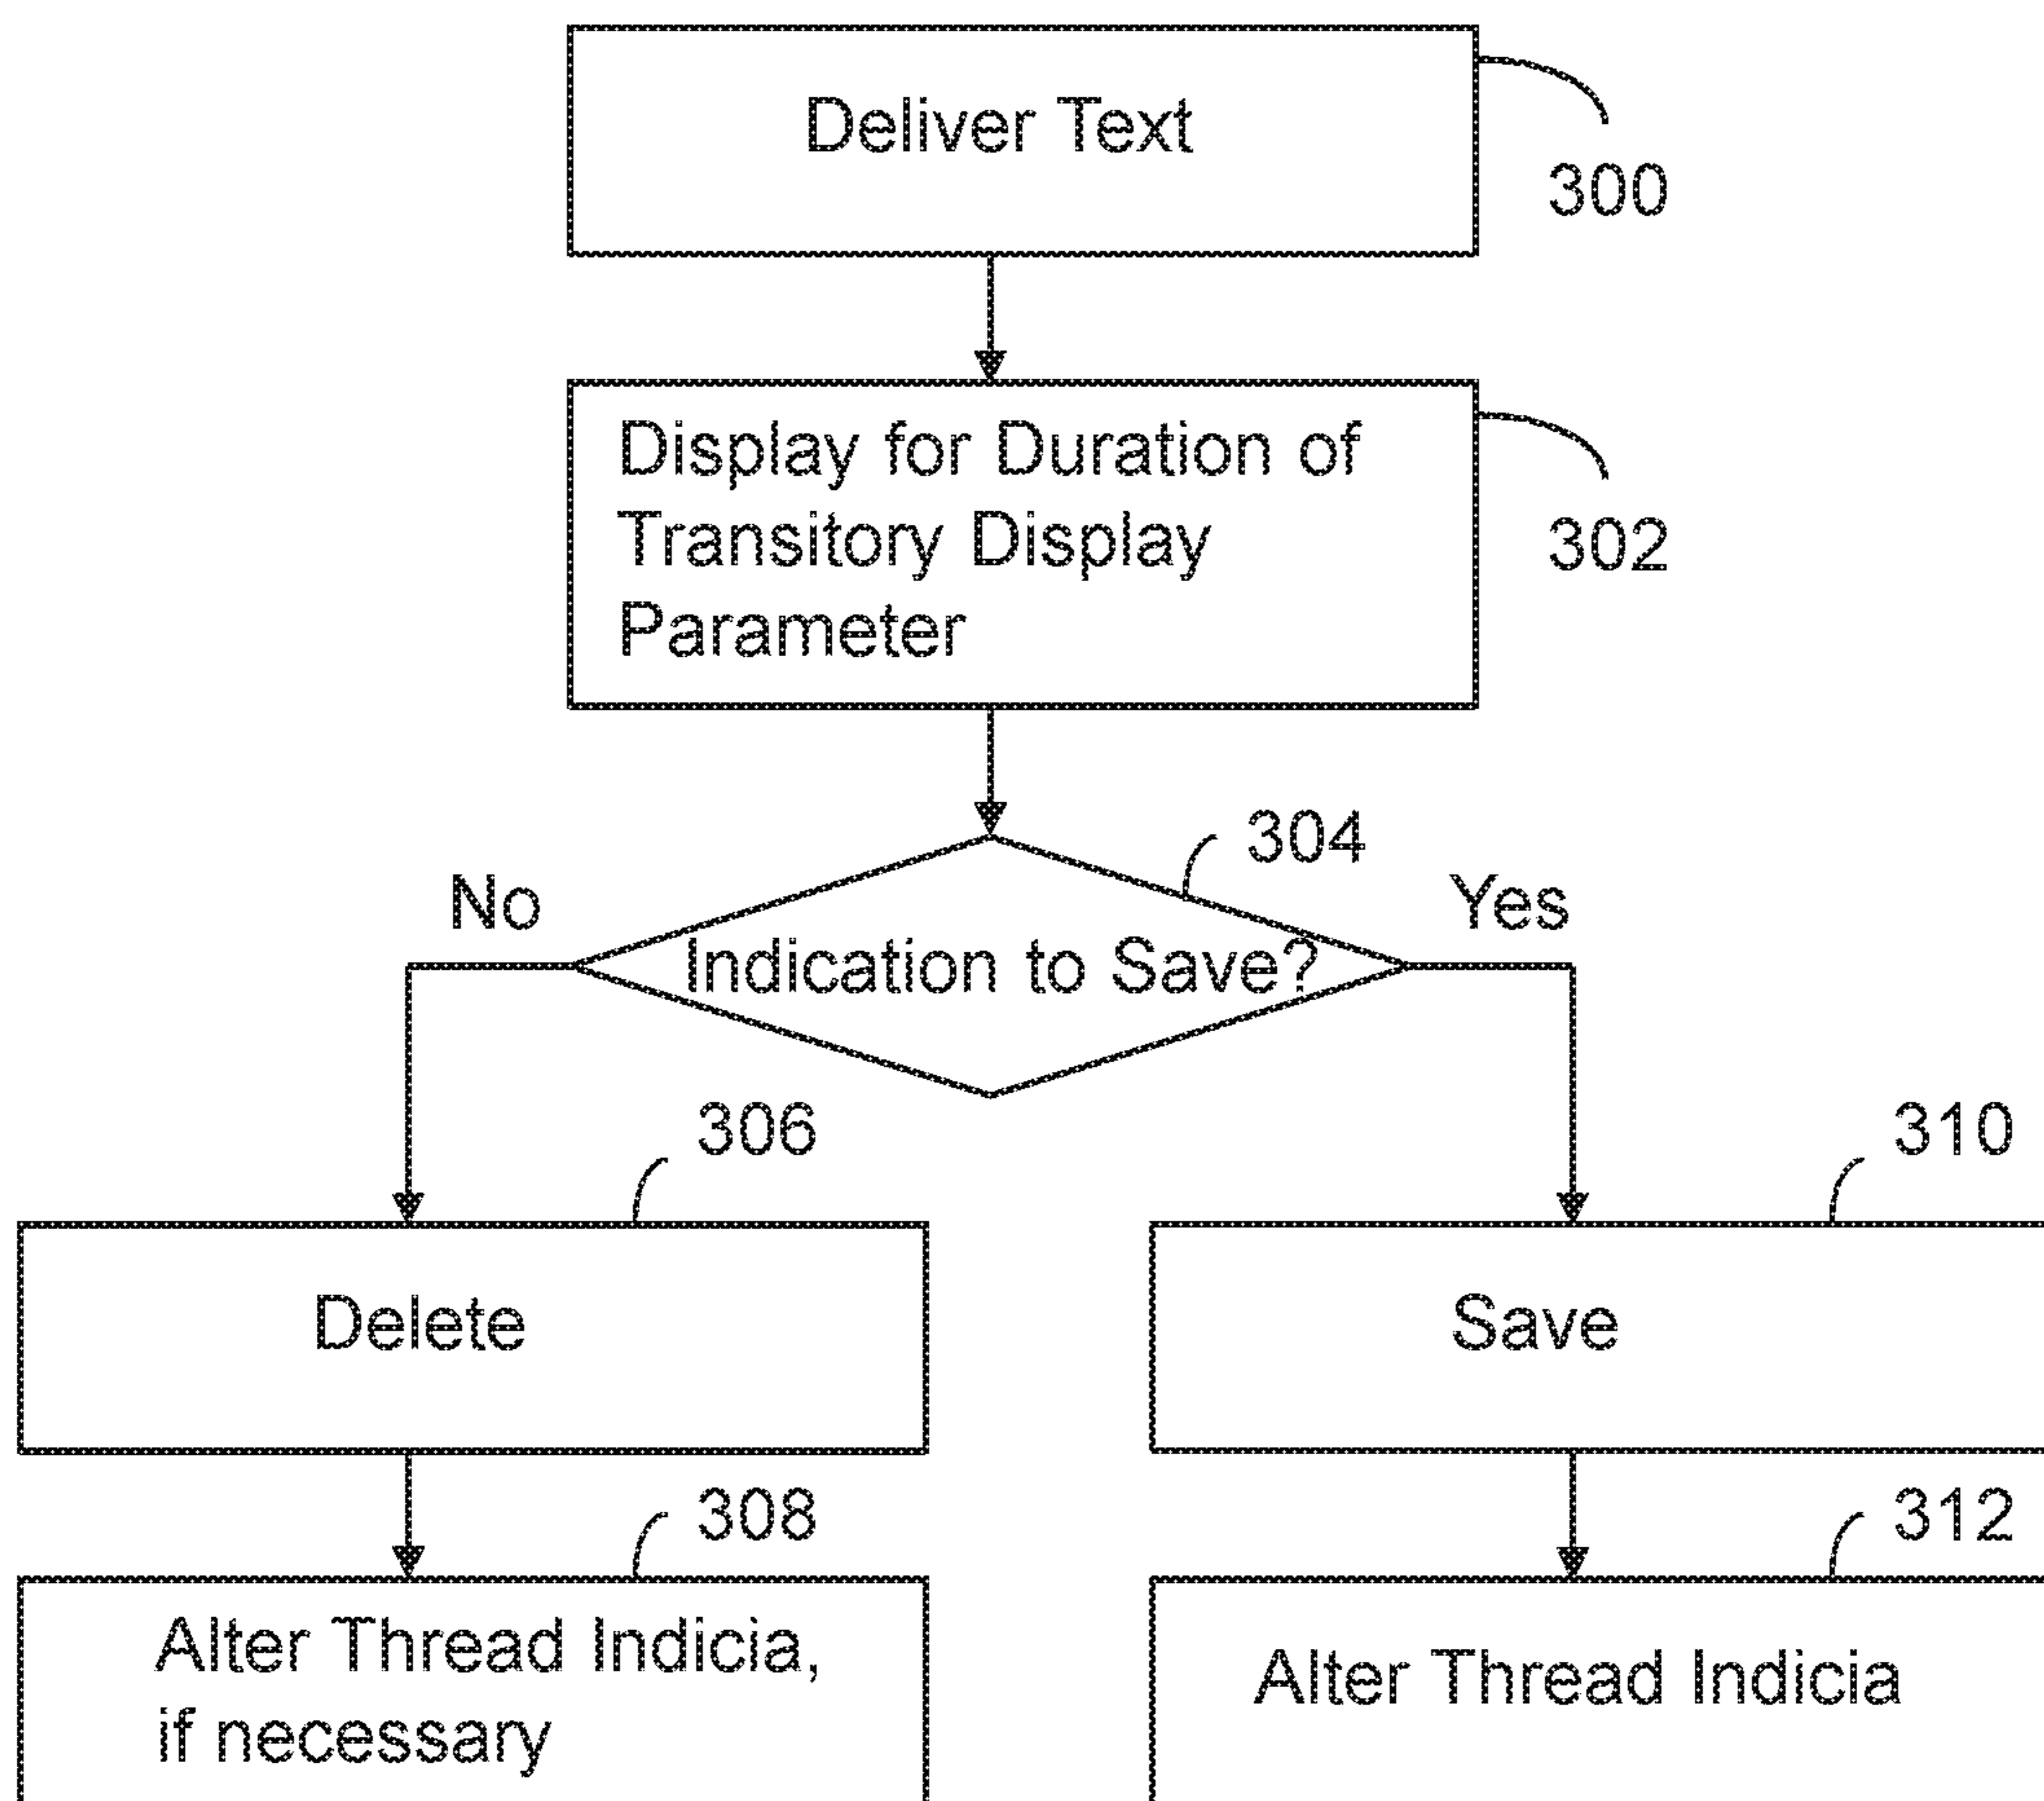 Deliver Text
300
Display for Duration of
Transitory Display
Parameter
302
304
No
Yes
Indication to Save?
306
310
Delete
Save
308
312
Alter Thread Indicia,
if necessary
Alter Thread Indicia